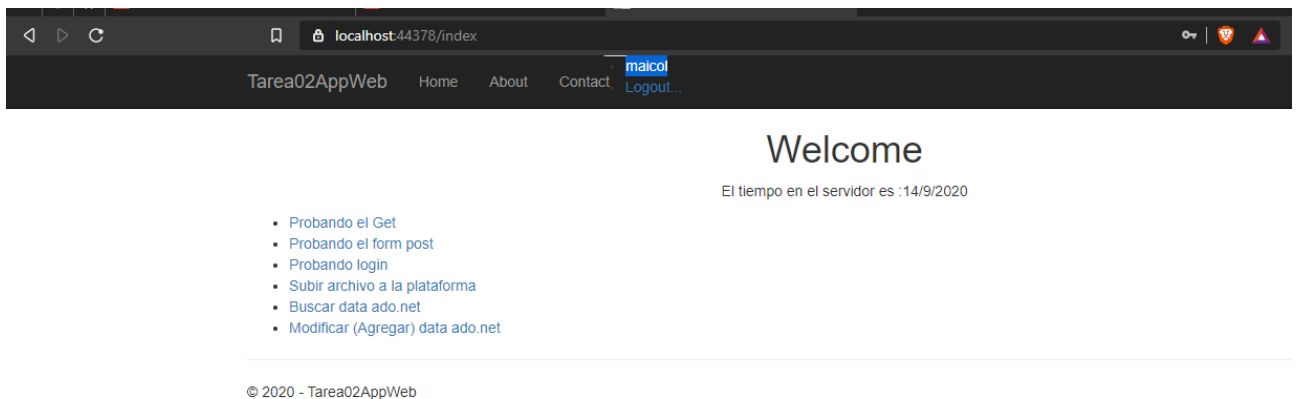 localhost:44378/index
maicol
Tarea02AppWeb Home About Contact Logout...
Welcome
El tiempo en el servidor es :14/9/2020
Probando el Get
Probando el form post
Probando login
Subir archivo a la plataforma
Buscar data ado.net
Modificar (Agregar) data ado.net
© 2020 - Tarea02AppWeb